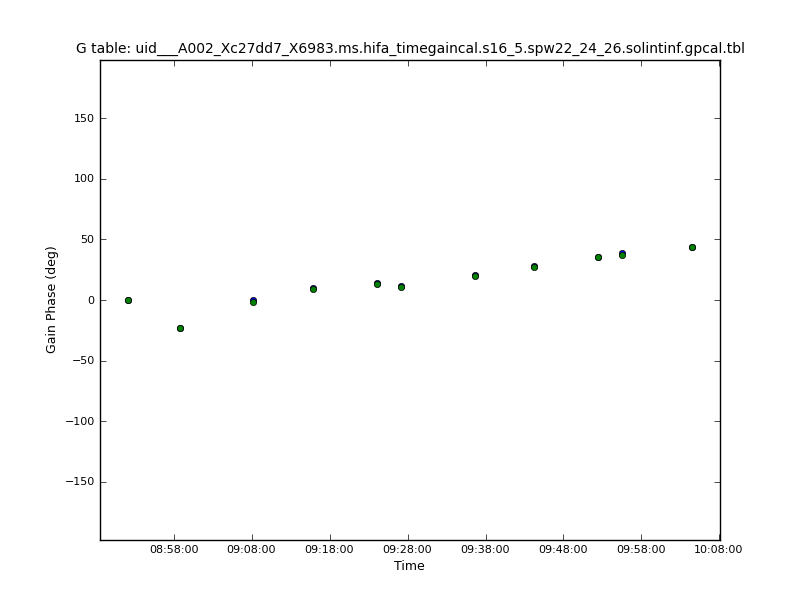 G table: uid___A002_Xc27dd7_X6983.ms.hifa_timegaincal.s16_5.spw22_24_26.solintinf.gpcal.tbl
150
100
50
0
−50
−100
−150
Gain Phase (deg)
08:58:00 09:08:00 09:18:00 09:28:00 09:38:00 09:48:00 09:58:00 10:08:00
Time